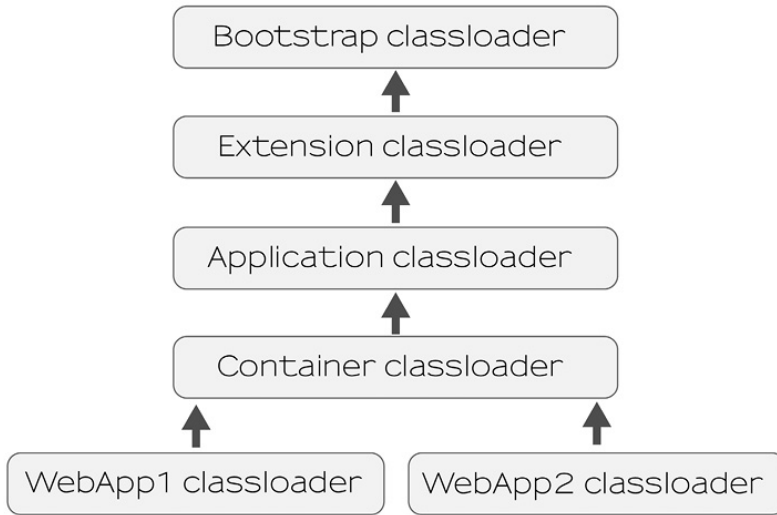 Bootstrap classloader
Extension classloader
Application classloader
Container classloader
WebApp1 classloader
WebApp2 classloader